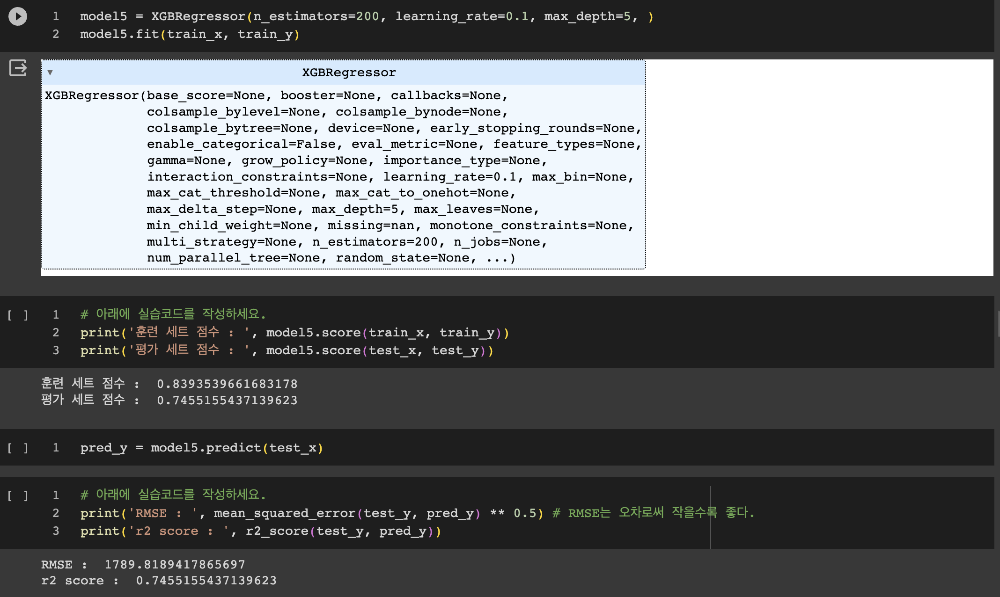 1 model5 = XGBRegressor(n_estimators=200, learning_rate=0.1, max_depth=5, )
2 model5.fit(train_x, train_y)
▼ XGBRegressor
XGBRegressor(base_score=None, booster=None, callbacks=None,
colsample_bylevel=None, colsample_bynode=None,
colsample_bytree=None, device=None, early_stopping_rounds=None,
enable_categorical=False, eval_metric=None, feature_types=None,
gamma=None, grow_policy=None, importance_type=None,
interaction_constraints=None, learning_rate=0.1, max_bin=None,
max_cat_threshold=None, max_cat_to_onehot=None,
max_delta_step=None, max_depth=5, max_leaves=None,
min_child_weight=None, missing=nan, monotone_constraints=None,
multi_strategy=None, n_estimators=200, n_jobs=None,
num_parallel_tree=None, random_state=None, ...)
[ ] 1 # 아래에 실습코드를 작성하세요.
2 print('훈련 세트 점수 : ', model5.score(train_x, train_y))
3 print('평가 세트 점수 : ', model5.score(test_x, test_y))
훈련 세트 점수 :  0.8393539661683178
평가 세트 점수 :  0.7455155437139623
[ ] 1 pred_y = model5.predict(test_x)
[ ] 1 # 아래에 실습코드를 작성하세요.
2 print('RMSE : ', mean_squared_error(test_y, pred_y) ** 0.5) # RMSE는 오차로써 작을수록 좋다.
3 print('r2 score : ', r2_score(test_y, pred_y))
RMSE :  1789.8189417865697
r2 score :  0.7455155437139623